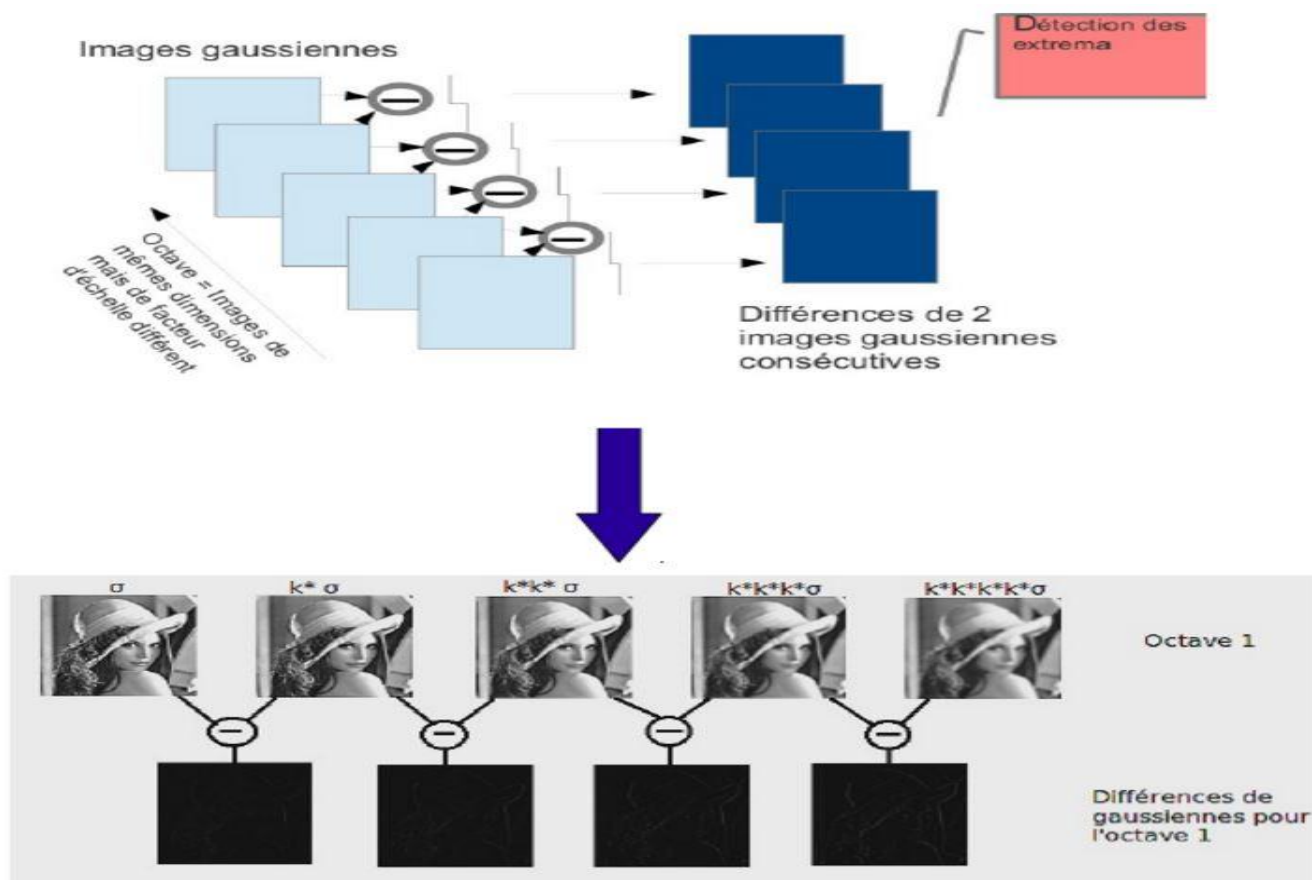 Images gaussiennes
Détection des
extrema
Octave = Images de
mêmes dimensions
mais de facteur
d'échelle différent
Différences de 2
images gaussiennes
consécutives
σ
k* σ
k*k* σ
k*k*k*σ
k*k*k*k*σ
Octave 1
Différences de
gaussiennes pour
l'octave 1